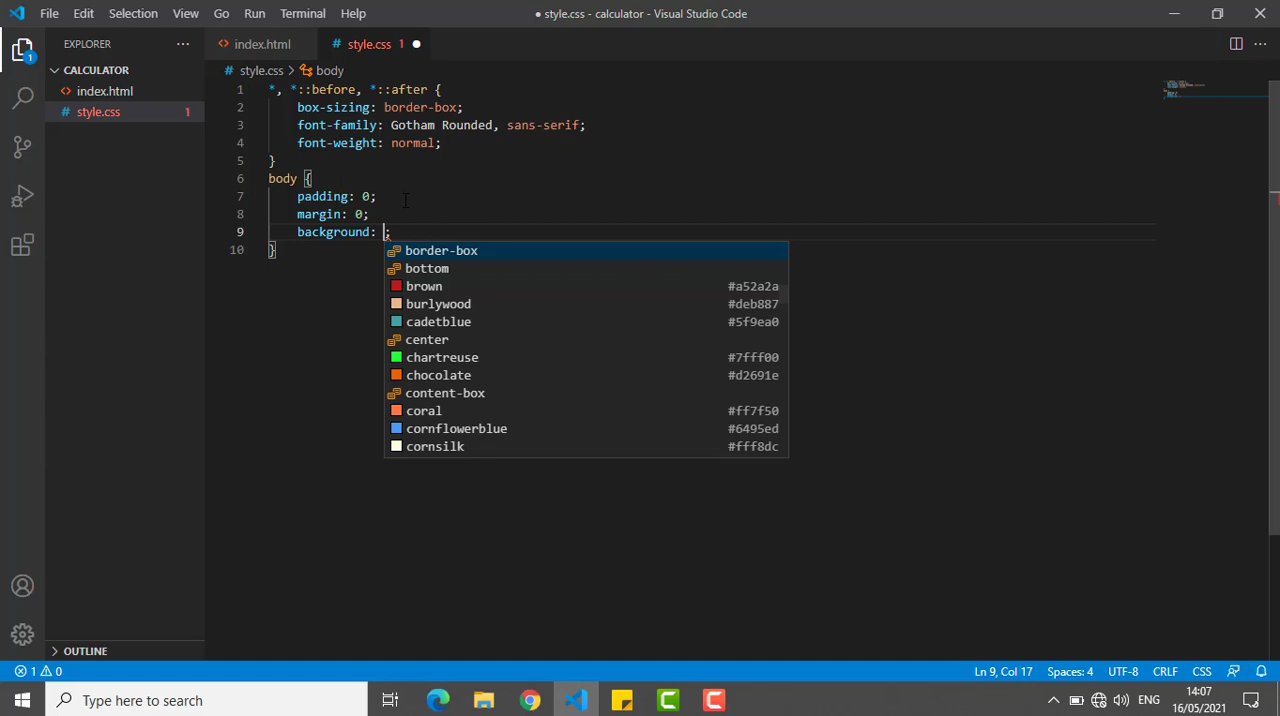 File Edit Selection View Go Run Terminal Help ● style.css - calculator - Visual Studio Code
EXPLORER ··· <> index.html # style.css 1 ●
CALCULATOR
# style.css > body
<> index.html
# style.css 1
1 *, *::before, *::after {
2 box-sizing: border-box;
3 font-family: Gotham Rounded, sans-serif;
4 font-weight: normal;
5 }
6 body {
7 padding: 0;
8 margin: 0;
9 background: ;
10 }
border-box
bottom
brown #a52a2a
burlywood #deb887
cadetblue #5f9ea0
center
chartreuse #7fff00
chocolate #d2691e
content-box
coral #ff7f50
cornflowerblue #6495ed
cornsilk #fff8dc
1
OUTLINE
1 0 Ln 9, Col 17 Spaces: 4 UTF-8 CRLF CSS
Type here to search
ENG
14:07
16/05/2021